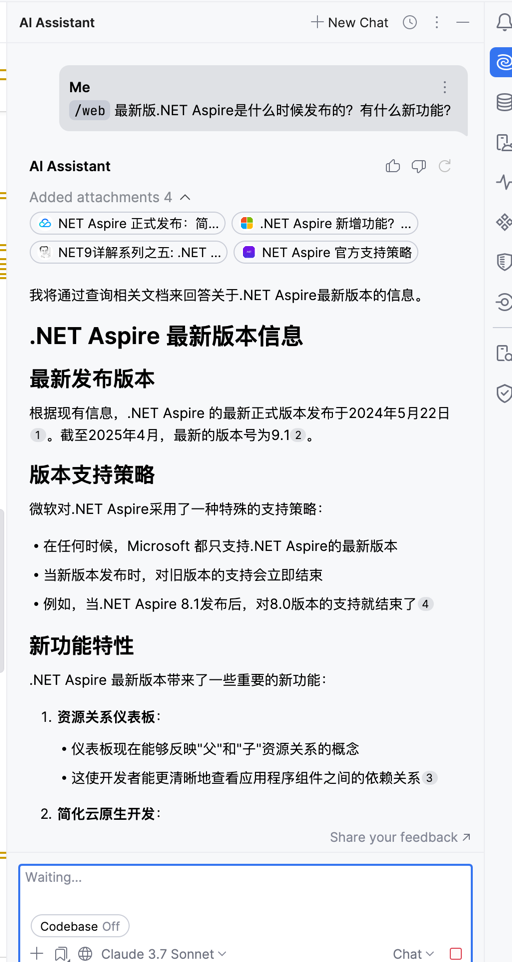 AI Assistant
New Chat
Me
/web 最新版.NET Aspire是什么时候发布的？有什么新功能？
AI Assistant
Added attachments 4
NET Aspire 正式发布：简...
.NET Aspire 新增功能？ ...
NET9详解系列之五: .NET ...
NET Aspire 官方支持策略
我将通过查询相关文档来回答关于.NET Aspire最新版本的信息。
.NET Aspire 最新版本信息
最新发布版本
根据现有信息，.NET Aspire 的最新正式版本发布于2024年5月22日
1 。截至2025年4月，最新的版本号为9.1 2 。
版本支持策略
微软对.NET Aspire采用了一种特殊的支持策略：
• 在任何时候，Microsoft 都只支持.NET Aspire的最新版本
• 当新版本发布时，对旧版本的支持会立即结束
• 例如，当.NET Aspire 8.1发布后，对8.0版本的支持就结束了 4
新功能特性
.NET Aspire 最新版本带来了一些重要的新功能：
1. 资源关系仪表板：
• 仪表板现在能够反映"父"和"子"资源关系的概念
• 这使开发者能更清晰地查看应用程序组件之间的依赖关系 3
2. 简化云原生开发：
Share your feedback ↗
Waiting...
Codebase Off
Claude 3.7 Sonnet
Chat